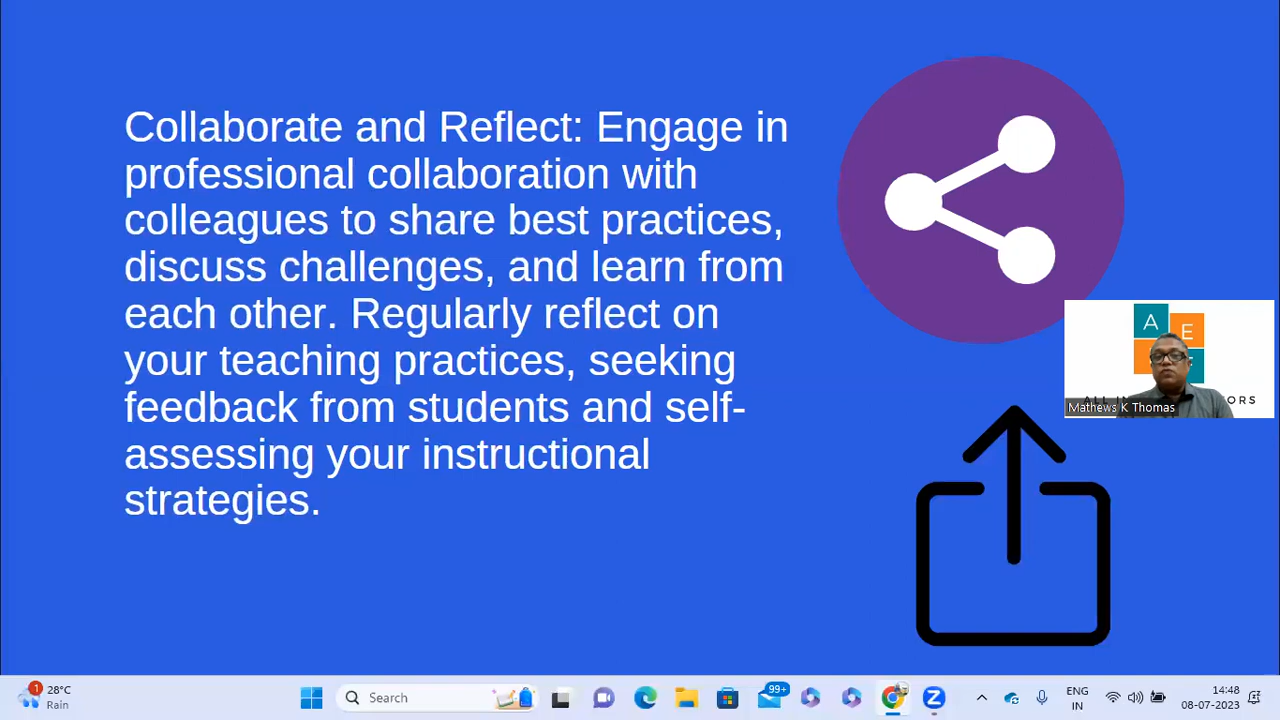 Collaborate and Reflect: Engage in
professional collaboration with
colleagues to share best practices,
discuss challenges, and learn from
each other. Regularly reflect on
your teaching practices, seeking
feedback from students and self-
assessing your instructional
strategies.
A
E
ORS
Mathews K Thomas
1
28°C
Rain
Search
99+
ENG
IN
14:48
08-07-2023